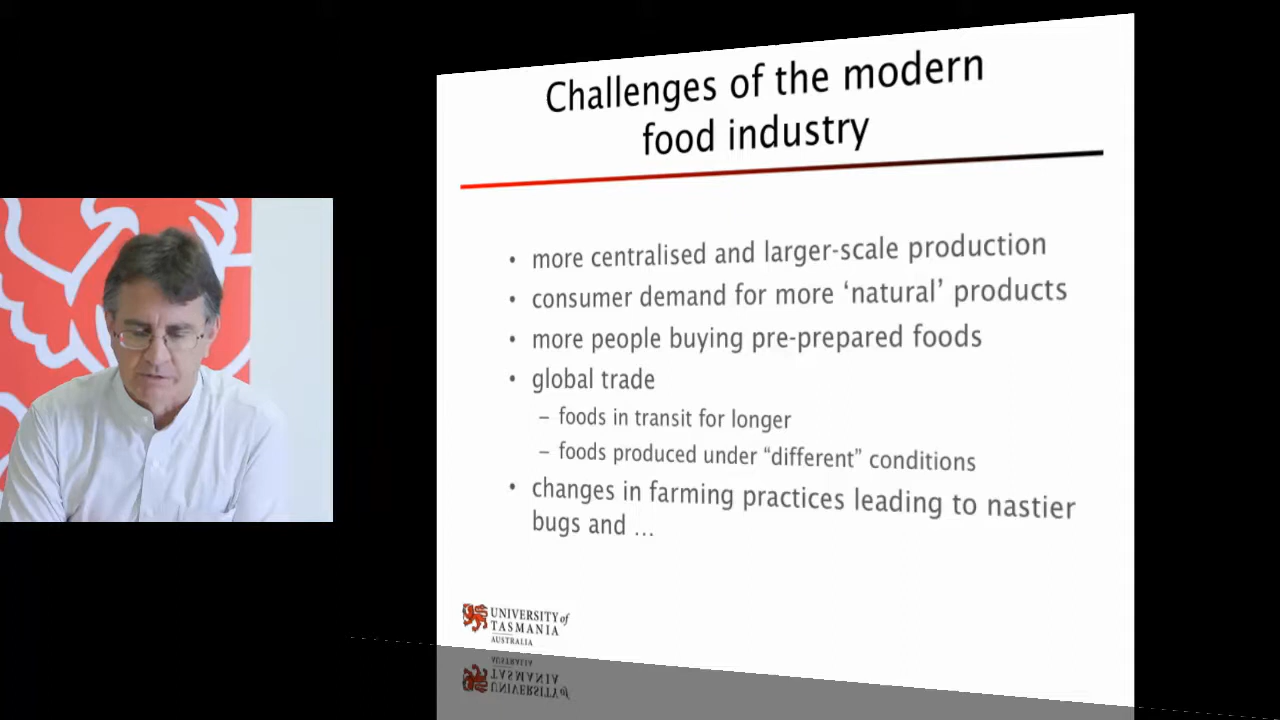 Challenges of the modern
food industry
• more centralised and larger-scale production
• consumer demand for more ‘natural’ products
• more people buying pre-prepared foods
• global trade
– foods in transit for longer
– foods produced under “different” conditions
• changes in farming practices leading to nastier
bugs and ...
UNIVERSITY of
TASMANIA
AUSTRALIA